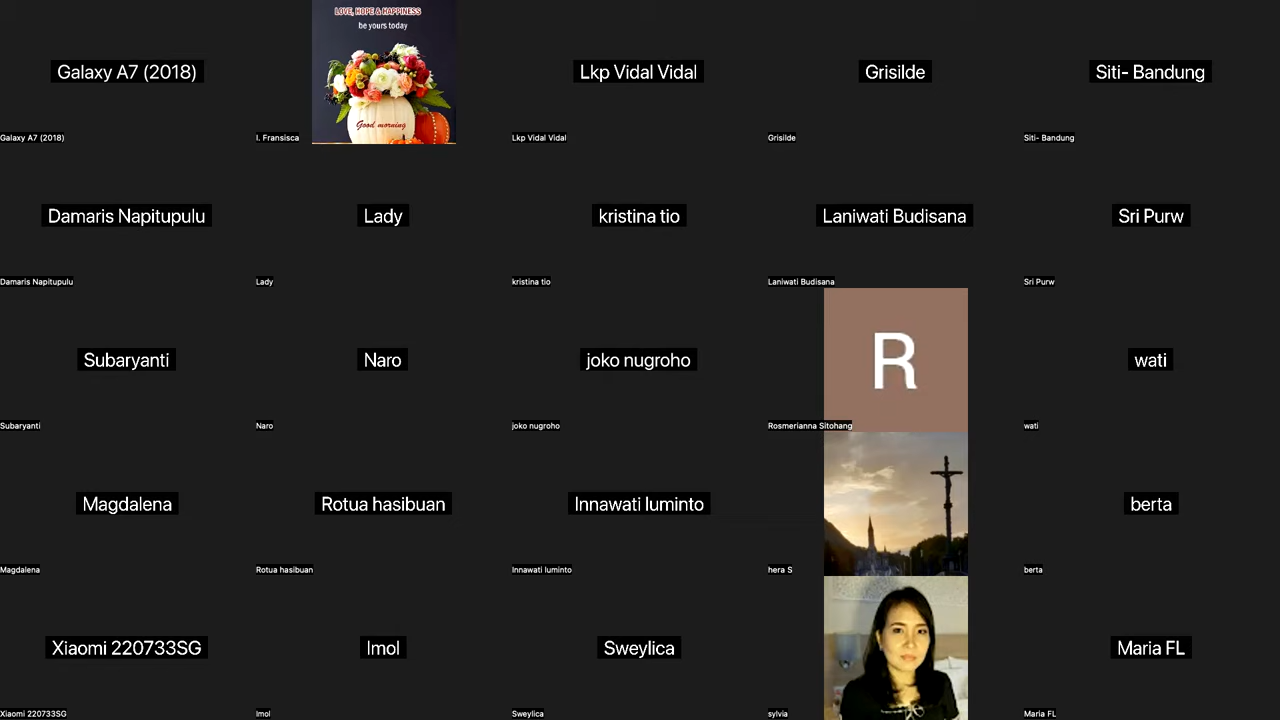 Galaxy A7 (2018)
Galaxy A7 (2018)
LOVE, HOPE & HAPPINESS
be yours today
Good morning
I. Fransisca
Lkp Vidal Vidal
Lkp Vidal Vidal
Grisilde
Grisilde
Siti- Bandung
Siti- Bandung
Damaris Napitupulu
Damaris Napitupulu
Lady
Lady
kristina tio
kristina tio
Laniwati Budisana
Laniwati Budisana
Sri Purw
Sri Purw
Subaryanti
Subaryanti
Naro
Naro
joko nugroho
joko nugroho
R
Rosmerianna Sitohang
wati
wati
Magdalena
Magdalena
Rotua hasibuan
Rotua hasibuan
Innawati luminto
Innawati luminto
hera S
berta
berta
Xiaomi 220733SG
Xiaomi 220733SG
Imol
Imol
Sweylica
Sweylica
sylvia
Maria FL
Maria FL